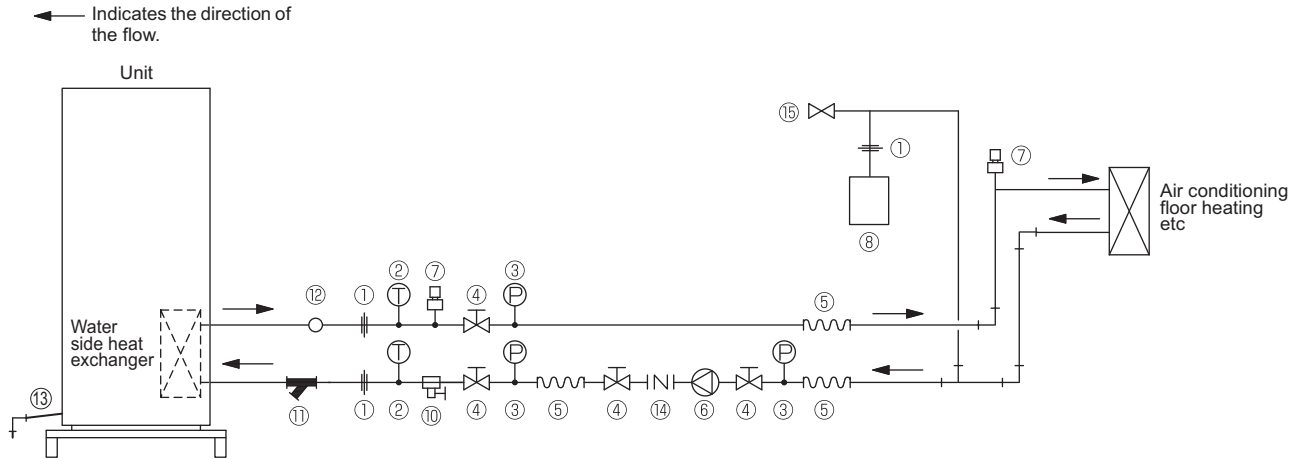 Indicates the direction of
the flow.
Unit
⑮
①
⑦
Air conditioning
floor heating
etc
⑧
② ⑦ ④ ③
T P
⑫ ① ⑤
Water
side heat
exchanger
T P P
⑬
⑪ ① ② ⑩ ④ ③ ⑤ ④ ⑭ ⑥ ④ ③ ⑤